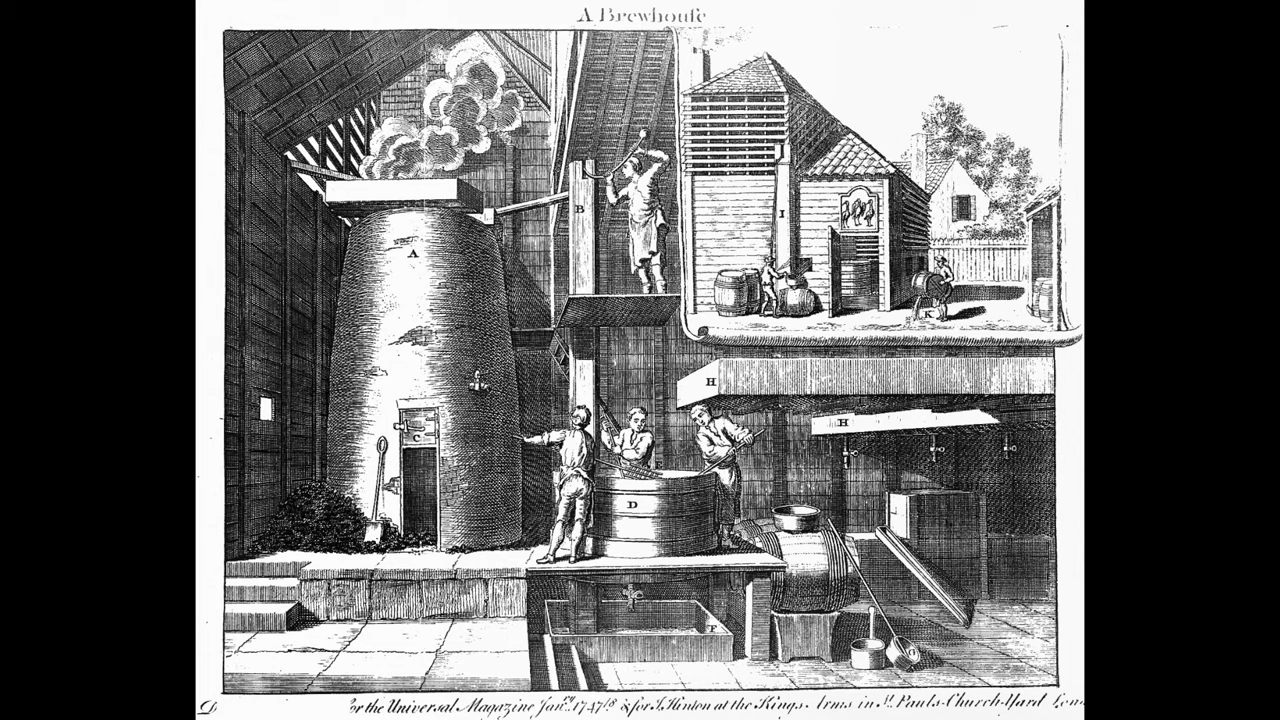 A Brewhouse
A
B
I
K
H
H
C
D
F
D
or the Universal Magazine Jan.ry 1747/8 for J. Hinton at the Kings Arms in St. Pauls Church Yard Lon